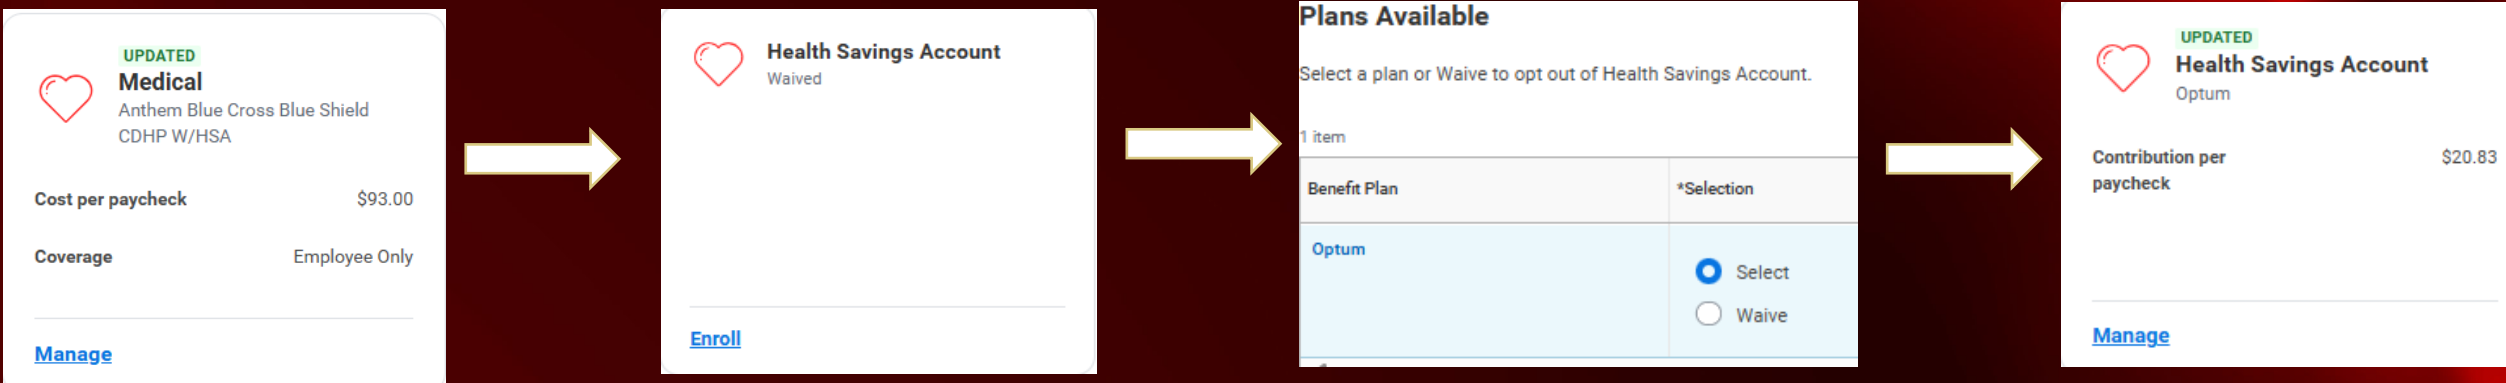 UPDATED
Medical
Anthem Blue Cross Blue Shield
CDHP W/HSA
Cost per paycheck $93.00
Coverage Employee Only
Manage
Health Savings Account
Waived
Enroll
Plans Available
Select a plan or Waive to opt out of Health Savings Account.
1 item
Benefit Plan *Selection
Optum
Select
Waive
UPDATED
Health Savings Account
Optum
Contribution per $20.83
paycheck
Manage